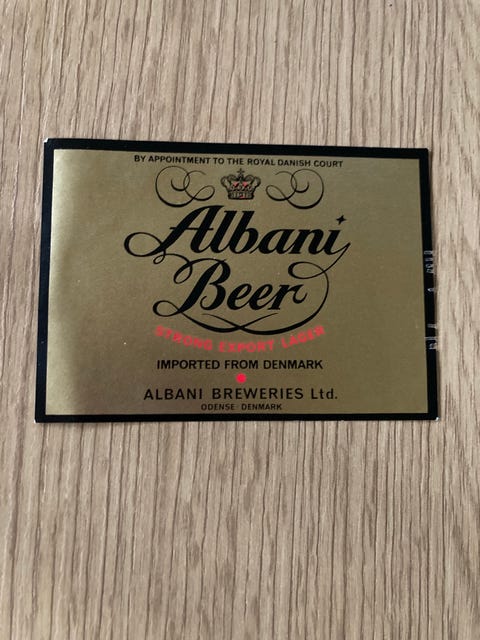 BY APPOINTMENT TO THE ROYAL DANISH COURT
Albani
Beer
STRONG EXPORT LAGER
IMPORTED FROM DENMARK
ALBANI BREWERIES Ltd.
ODENSE DENMARK